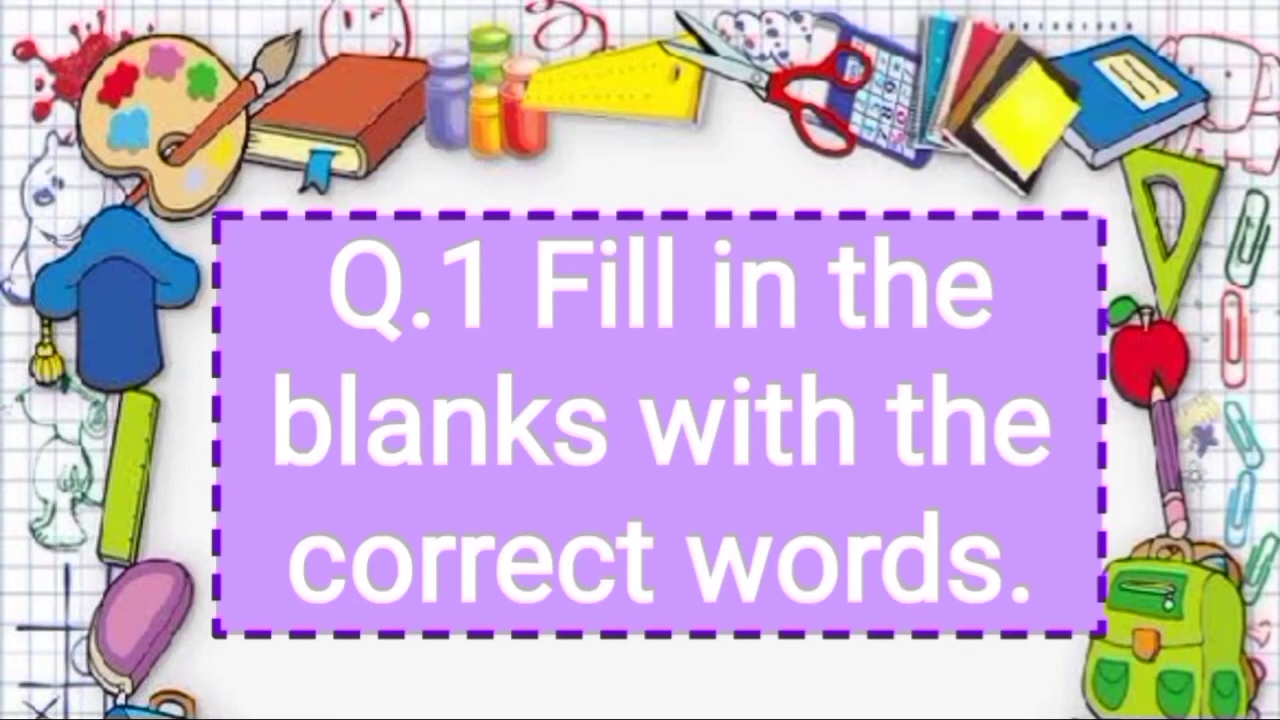 Q.1 Fill in the
blanks with the
correct words.